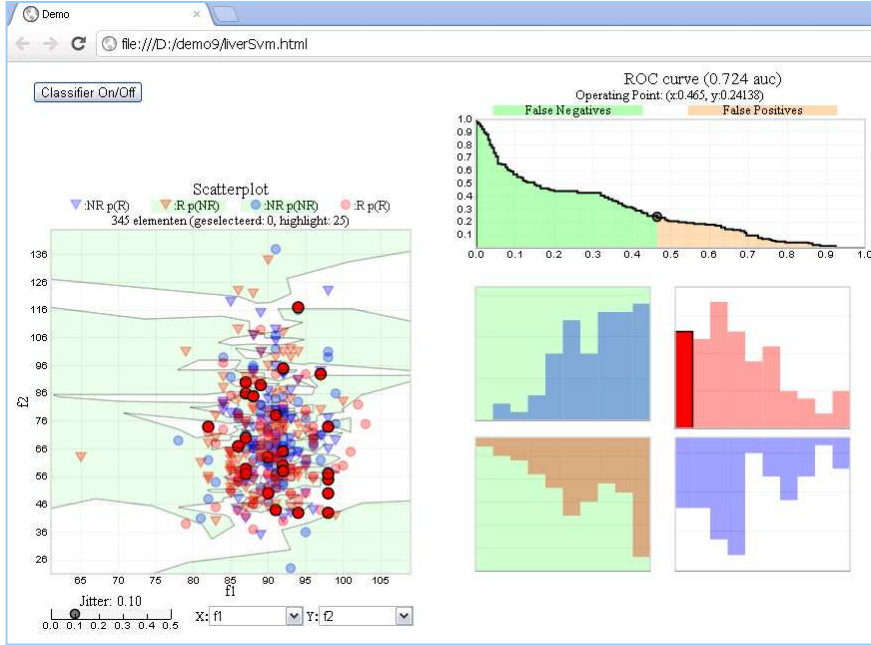 Demo
file:///D:/demo9/liverSvm.html
Classifier On/Off
ROC curve (0.724 auc)
Operating Point: (x:0.465, y:0.24138)
False Negatives False Positives
1.0
0.9
0.8
0.7
0.6
0.5
0.4
0.3
0.2
0.1
0.0 0.1 0.2 0.3 0.4 0.5 0.6 0.7 0.8 0.9 1.0
Scatterplot
:NR p(R) :R p(NR) :NR p(NR) :R p(R)
345 elementen (geselecteerd: 0, highlight: 25)
136
126
116
106
96
86
76
66
56
46
36
26
f2
65 70 75 80 85 90 95 100 105
f1
Jitter: 0.10
0.0 0.1 0.2 0.3 0.4 0.5
X: f1 Y: f2